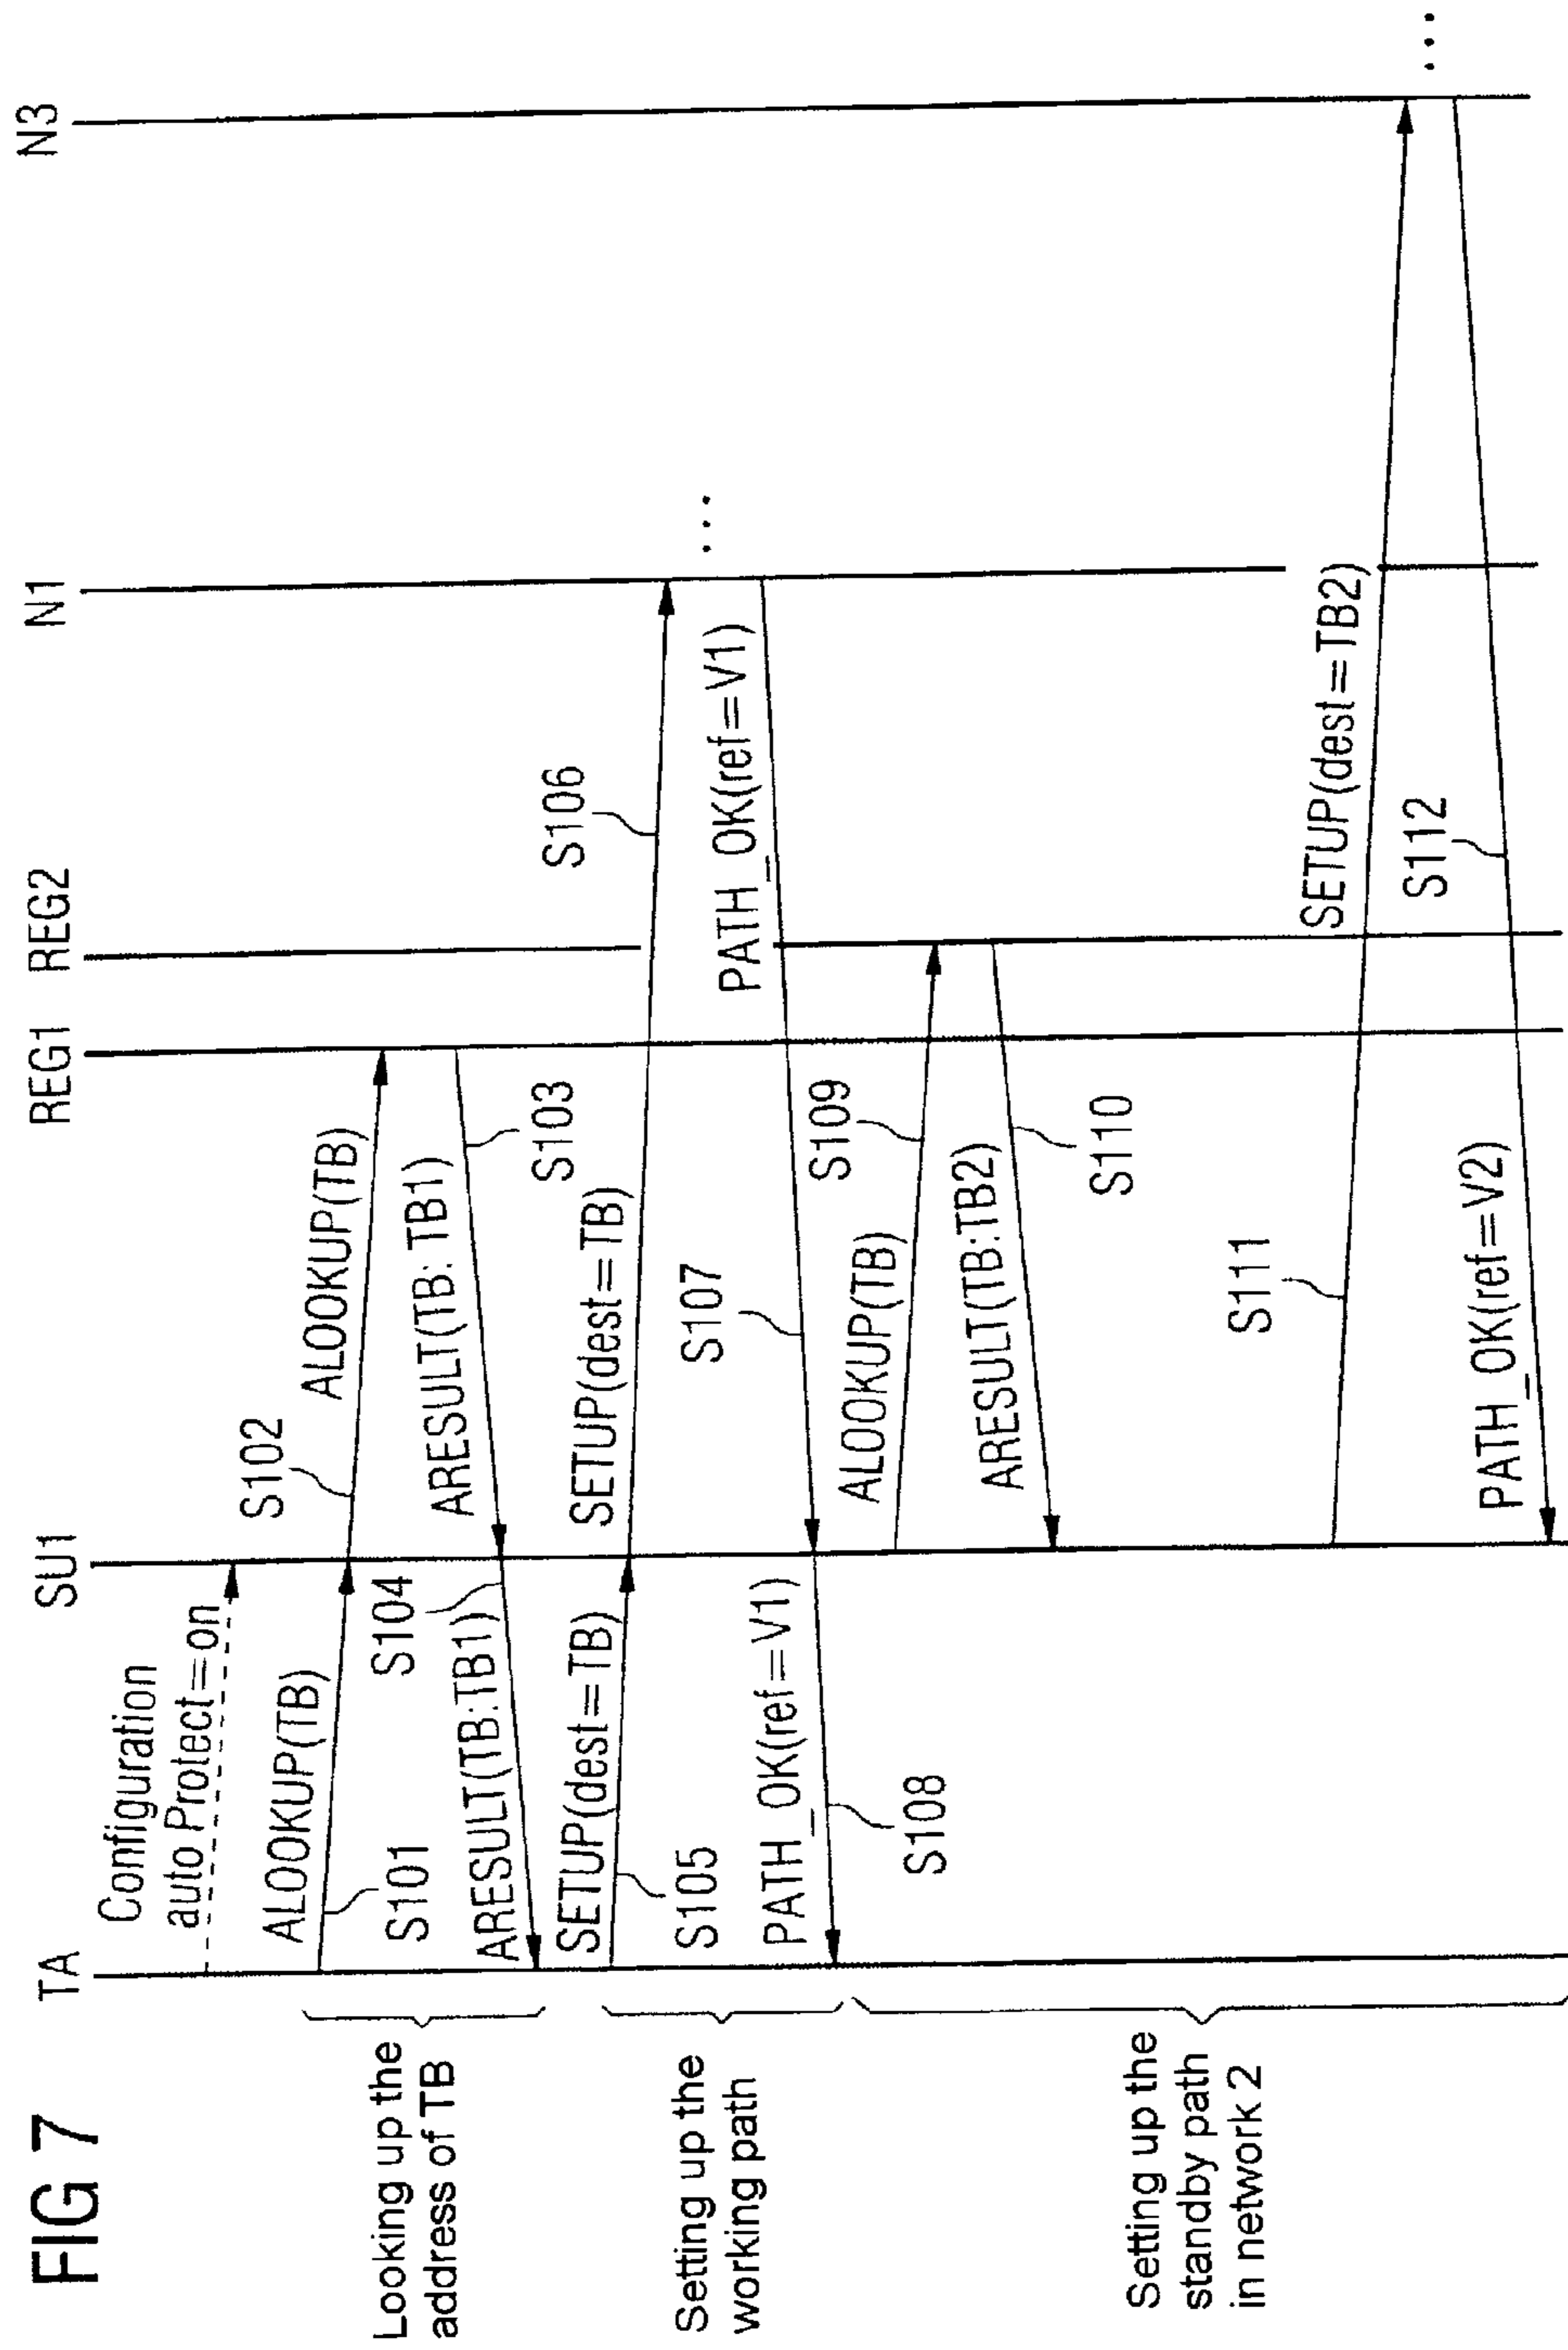 FIG 7
TA
SU1
REG1
REG2
N1
N3
Configuration
auto Protect=on
Looking up the
address of TB
ALOOKUP(TB)
S101
S102
ALOOKUP(TB)
ARESULT(TB: TB1)
S103
S104
ARESULT(TB:TB1)
Setting up the
working path
SETUP(dest=TB)
S105
SETUP(dest=TB)
S106
...
PATH_OK(ref=V1)
S107
PATH_OK(ref=V1)
S108
Setting up the
standby path
in network 2
ALOOKUP(TB)
S109
ARESULT(TB:TB2)
S110
S111
SETUP(dest=TB2)
...
S112
PATH_OK(ref=V2)